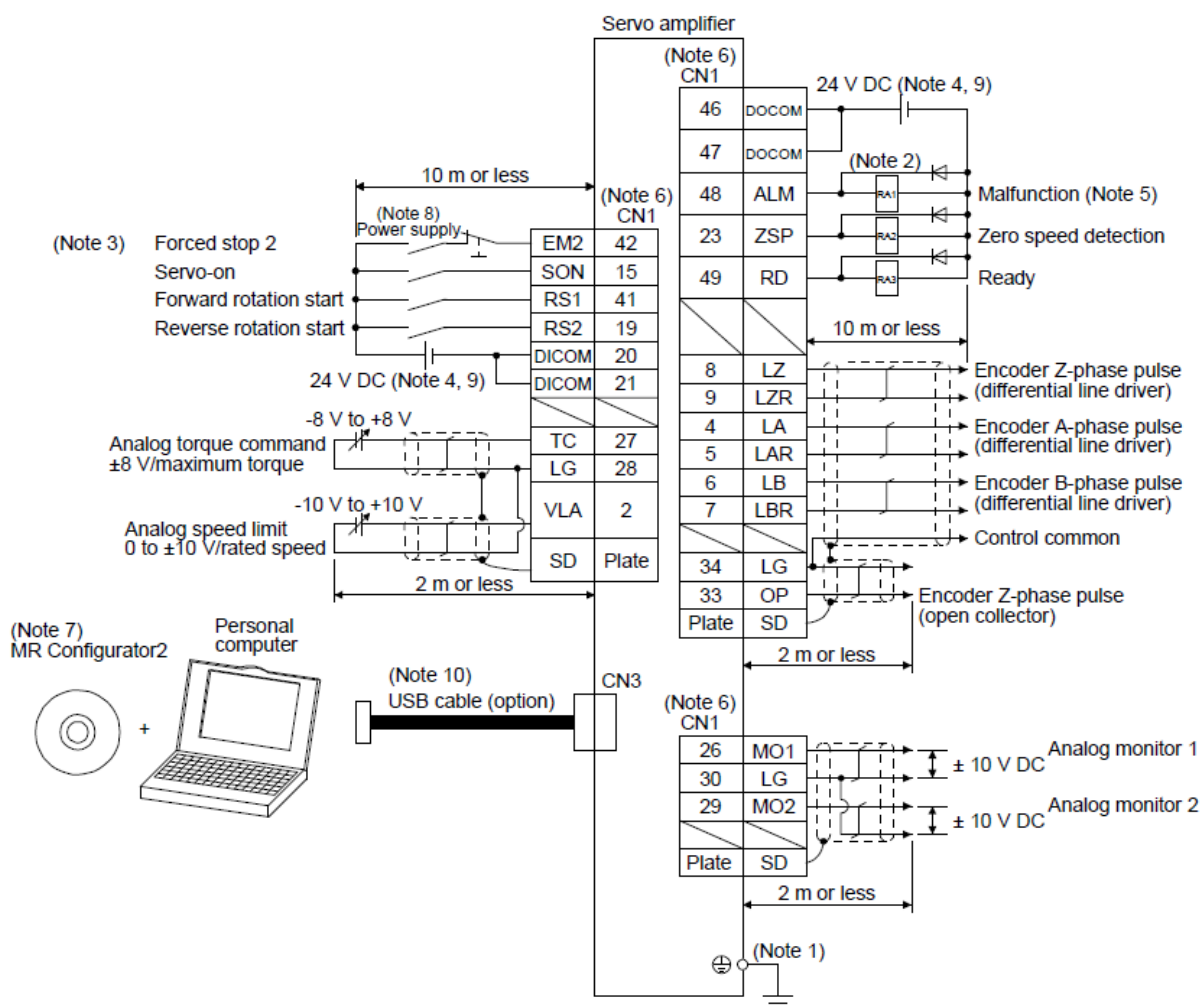 Servo amplifier
(Note 6)
CN1
24 V DC (Note 4, 9)
46 DOCOM
47 DOCOM
(Note 2)
48 ALM RA1 Malfunction (Note 5)
23 ZSP RA2 Zero speed detection
49 RD RA3 Ready
10 m or less
8 LZ Encoder Z-phase pulse
9 LZR (differential line driver)
4 LA Encoder A-phase pulse
5 LAR (differential line driver)
6 LB Encoder B-phase pulse
7 LBR (differential line driver)
Control common
34 LG
33 OP Encoder Z-phase pulse
(open collector)
Plate SD
2 m or less
10 m or less
(Note 6)
CN1
(Note 8)
Power supply
(Note 3) Forced stop 2 EM2 42
Servo-on SON 15
Forward rotation start RS1 41
Reverse rotation start RS2 19
DICOM 20
24 V DC (Note 4, 9) DICOM 21
-8 V to +8 V
Analog torque command TC 27
±8 V/maximum torque LG 28
-10 V to +10 V
VLA 2
Analog speed limit
0 to ±10 V/rated speed
SD Plate
2 m or less
(Note 7)
MR Configurator2
+
Personal
computer
(Note 10)
USB cable (option)
CN3
(Note 6)
CN1
26 MO1 Analog monitor 1
± 10 V DC
30 LG
29 MO2 Analog monitor 2
± 10 V DC
Plate SD
2 m or less
(Note 1)